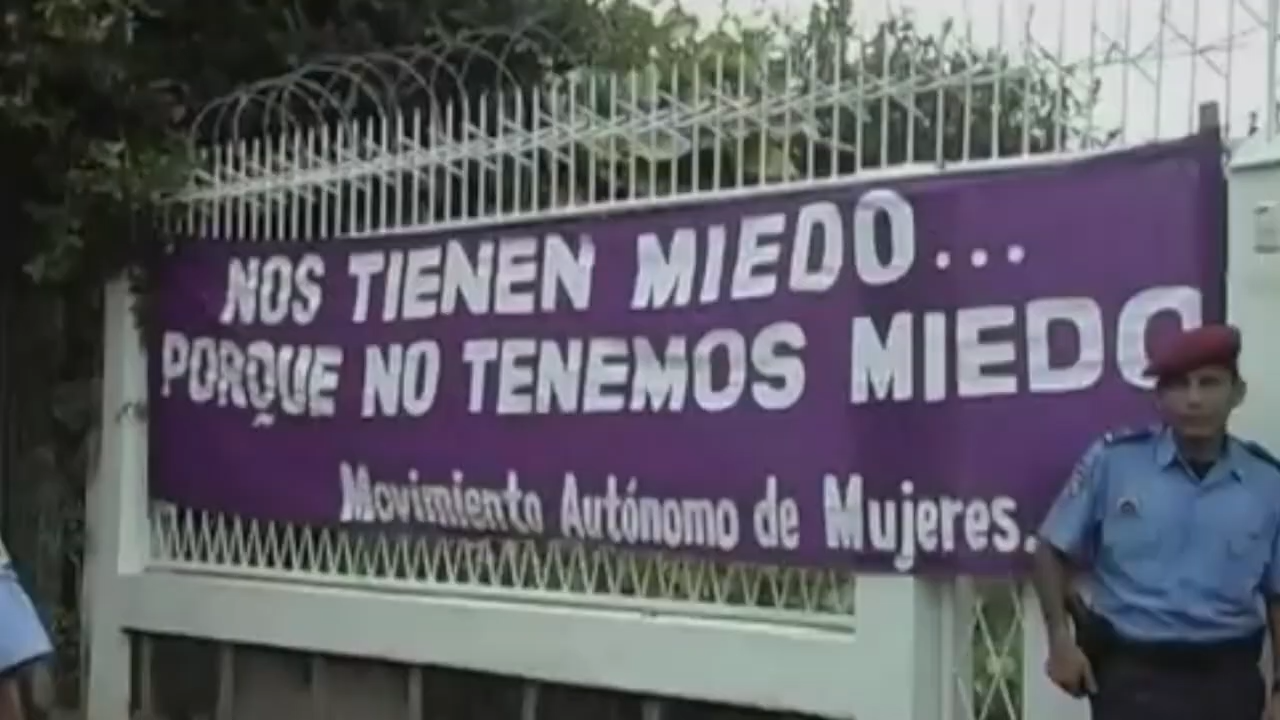 NOS TIENEN MIEDO...
PORQUE NO TENEMOS MIEDO
Movimiento Autónomo de Mujeres.